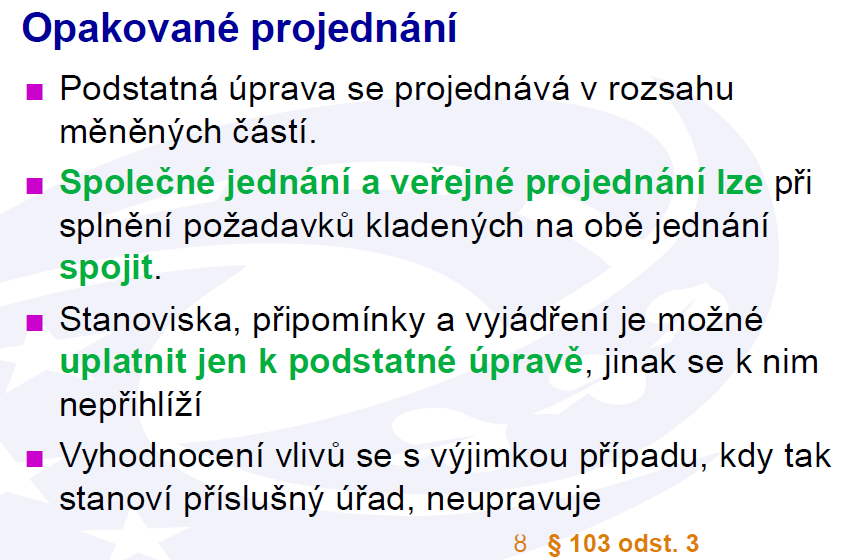 Opakované projednání
■ Podstatná úprava se projednává v rozsahu
měněných částí.
■ Společné jednání a veřejné projednání lze při
splnění požadavků kladených na obě jednání
spojit.
■ Stanoviska, připomínky a vyjádření je možné
uplatnit jen k podstatné úpravě, jinak se k nim
nepřihlíží
■ Vyhodnocení vlivů se s výjimkou případu, kdy tak
stanoví příslušný úřad, neupravuje
8 § 103 odst. 3